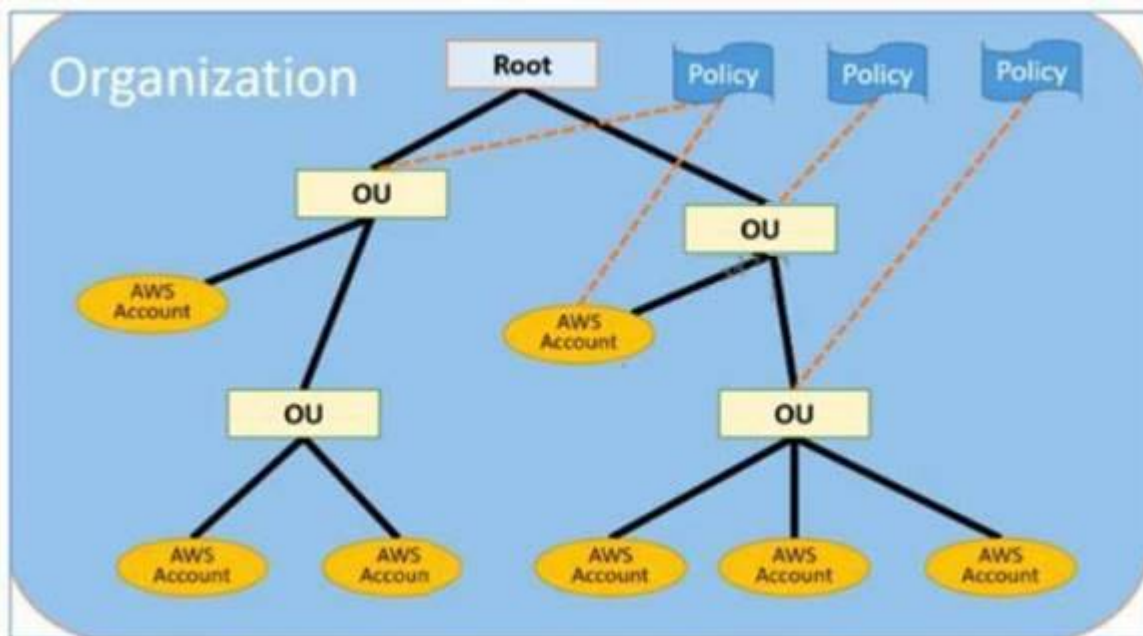 Organization
Root
Policy
Policy
Policy
OU
OU
AWS
Account
AWS
Account
OU
OU
AWS
Account
AWS
Accoun
AWS
Account
AWS
Account
AWS
Account